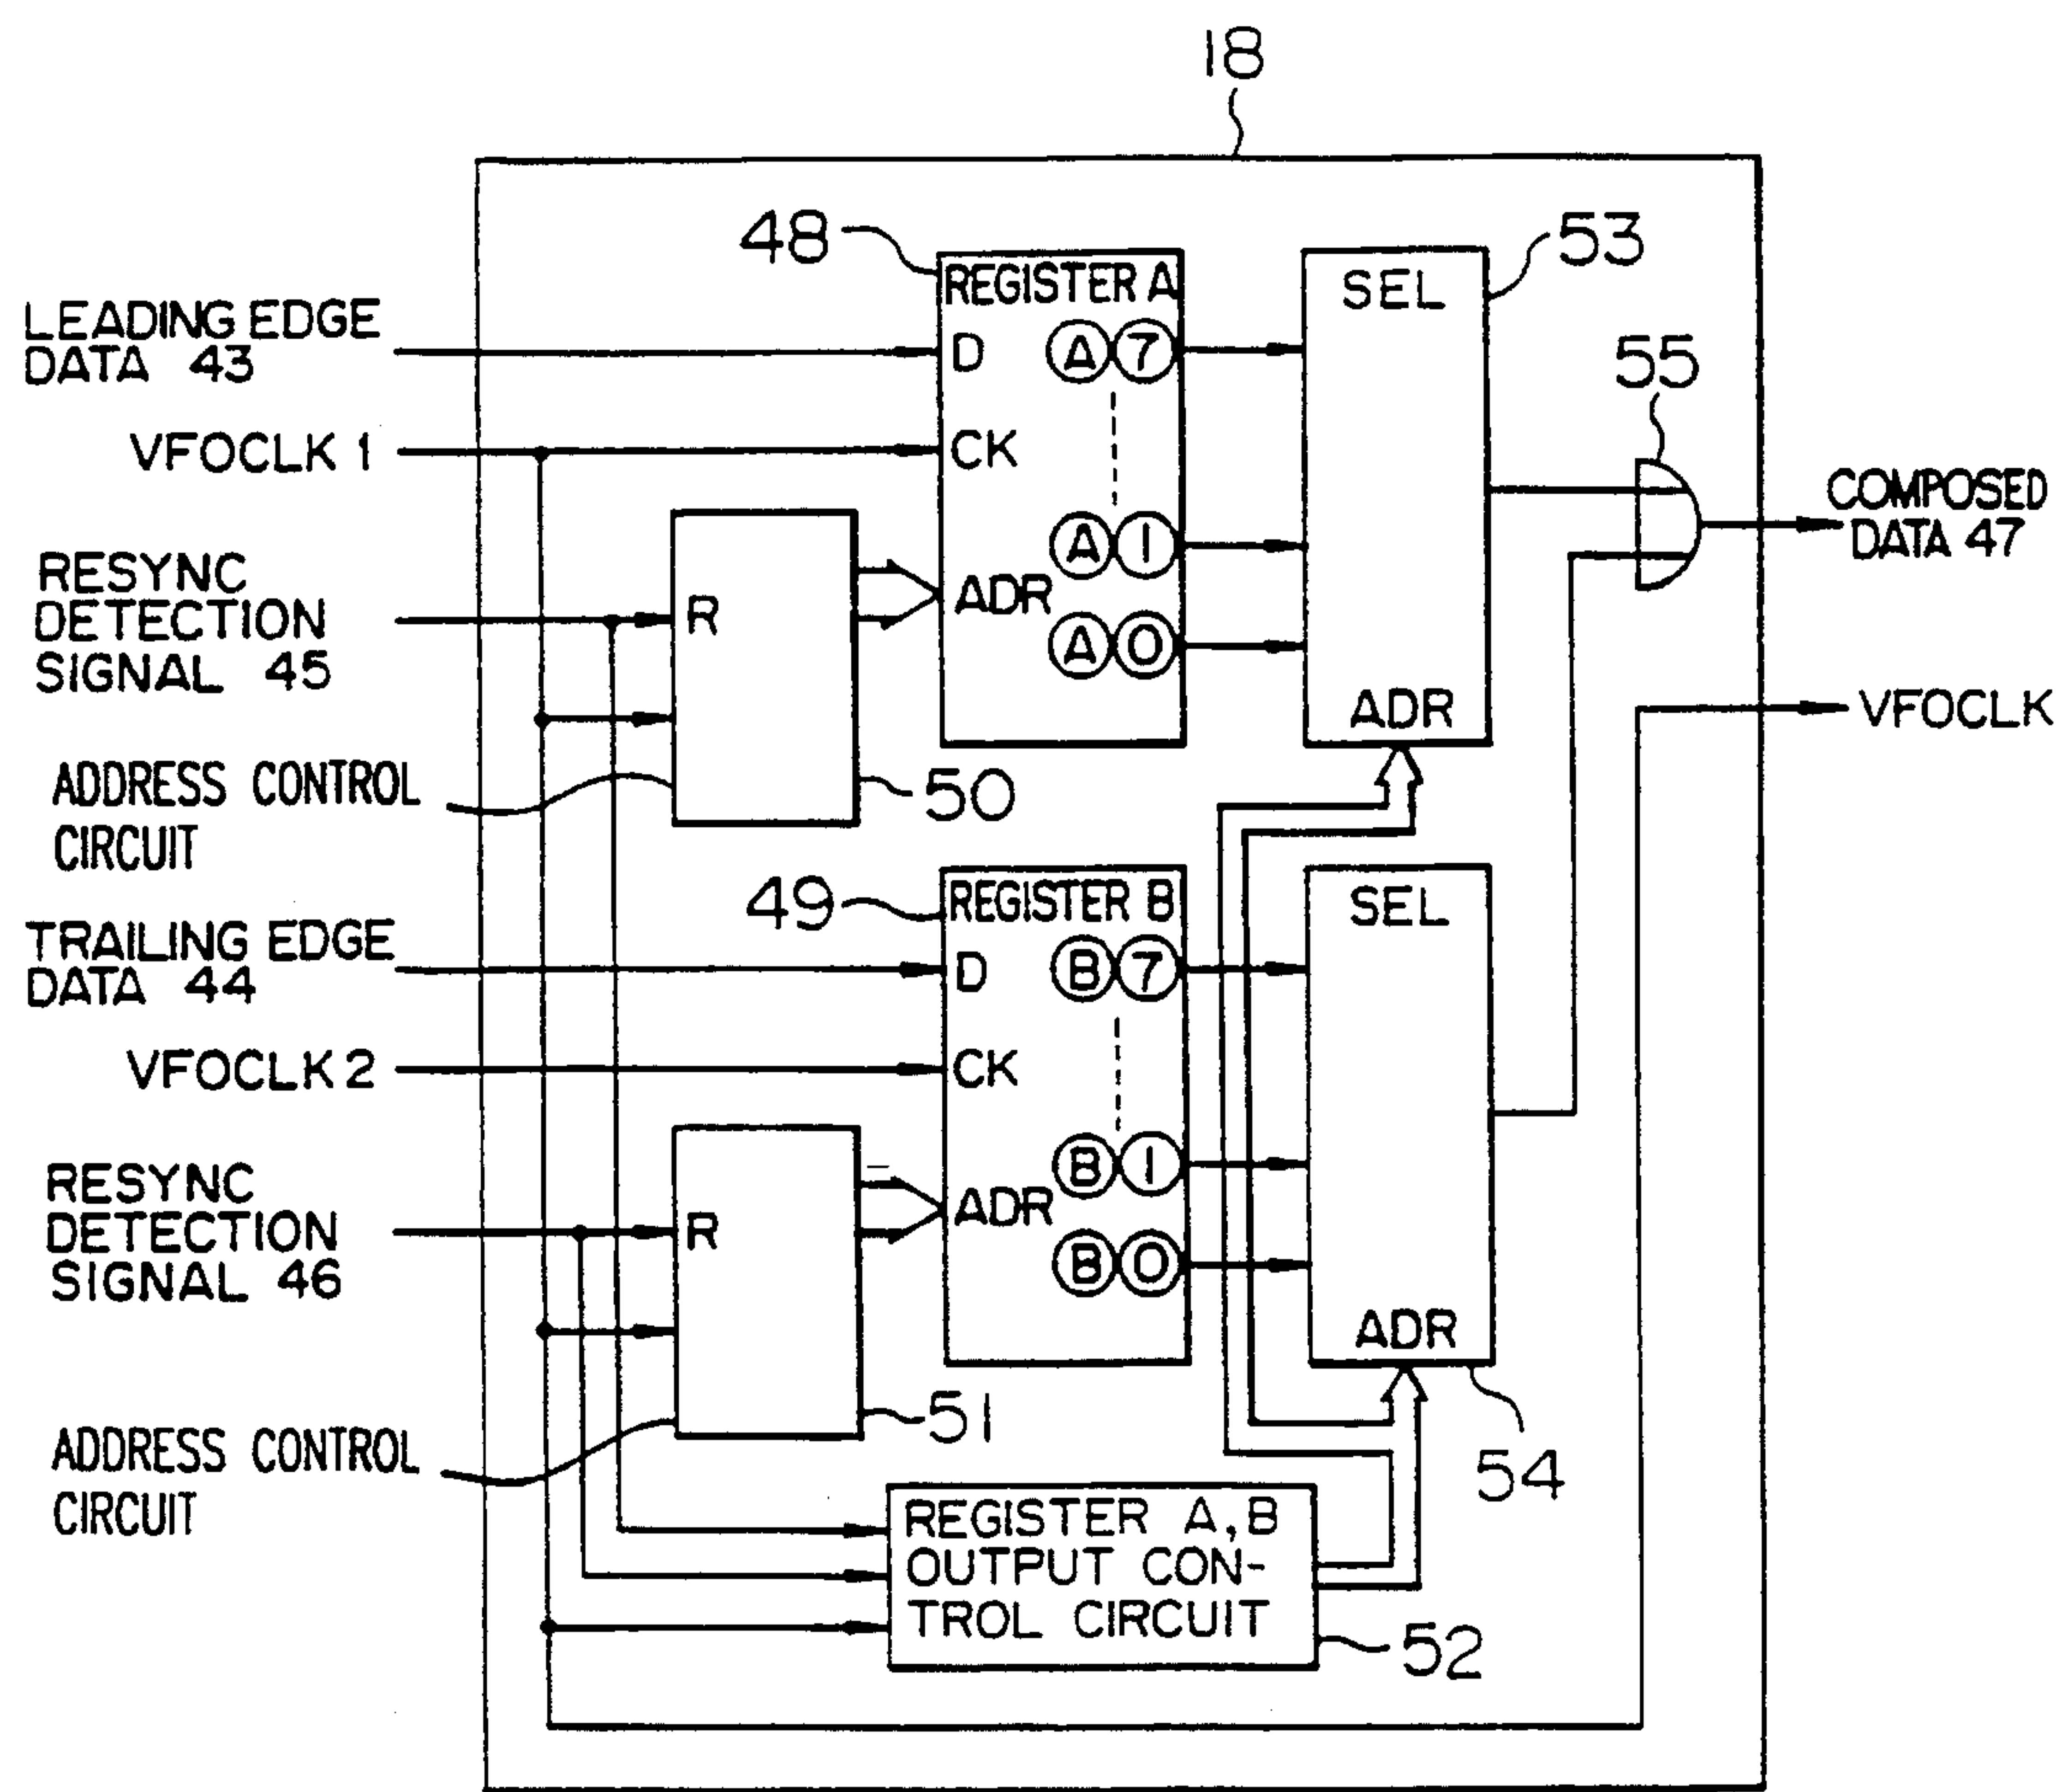 18
LEADING EDGE
DATA 43
VFOCLK 1
RESYNC
DETECTION
SIGNAL 45
ADDRESS CONTROL
CIRCUIT
TRAILING EDGE
DATA 44
VFOCLK 2
RESYNC
DETECTION
SIGNAL 46
ADDRESS CONTROL
CIRCUIT
48
REGISTER A
D
A 7
CK
A 1
ADR
A 0
R
50
SEL
ADR
53
55
COMPOSED
DATA 47
VFOCLK
49
REGISTER B
D
B 7
CK
B 1
ADR
B 0
R
51
SEL
ADR
54
REGISTER A, B
OUTPUT CON-
TROL CIRCUIT
52